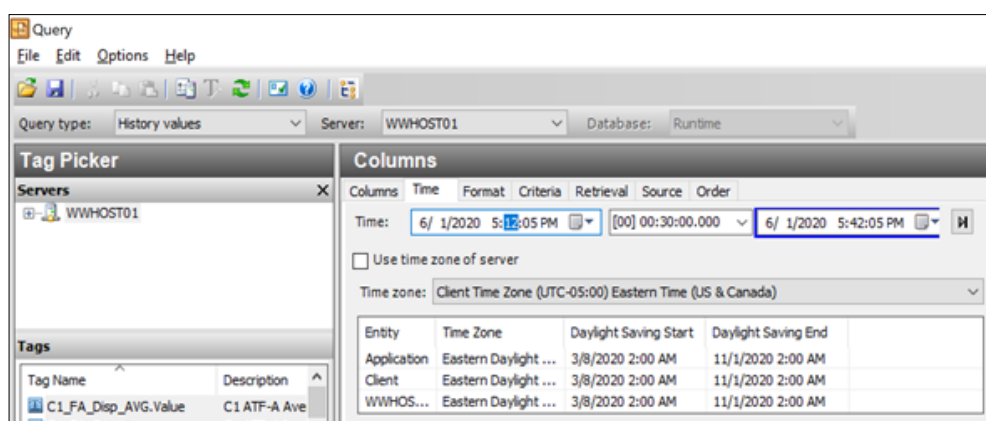 Query
File Edit Options Help
Query type: History values Server: WWHOST01 Database: Runtime
Tag Picker
Servers X
WWHOST01
Tags
Tag Name Description
C1_FA_Disp_AVG.Value C1 ATF-A Ave
Columns
Columns Time Format Criteria Retrieval Source Order
Time: 6/ 1/2020 5:12:05 PM [00] 00:30:00.000 6/ 1/2020 5:42:05 PM
Use time zone of server
Time zone: Client Time Zone (UTC-05:00) Eastern Time (US & Canada)
Entity Time Zone Daylight Saving Start Daylight Saving End
Application Eastern Daylight ... 3/8/2020 2:00 AM 11/1/2020 2:00 AM
Client Eastern Daylight ... 3/8/2020 2:00 AM 11/1/2020 2:00 AM
WWHOS... Eastern Daylight ... 3/8/2020 2:00 AM 11/1/2020 2:00 AM